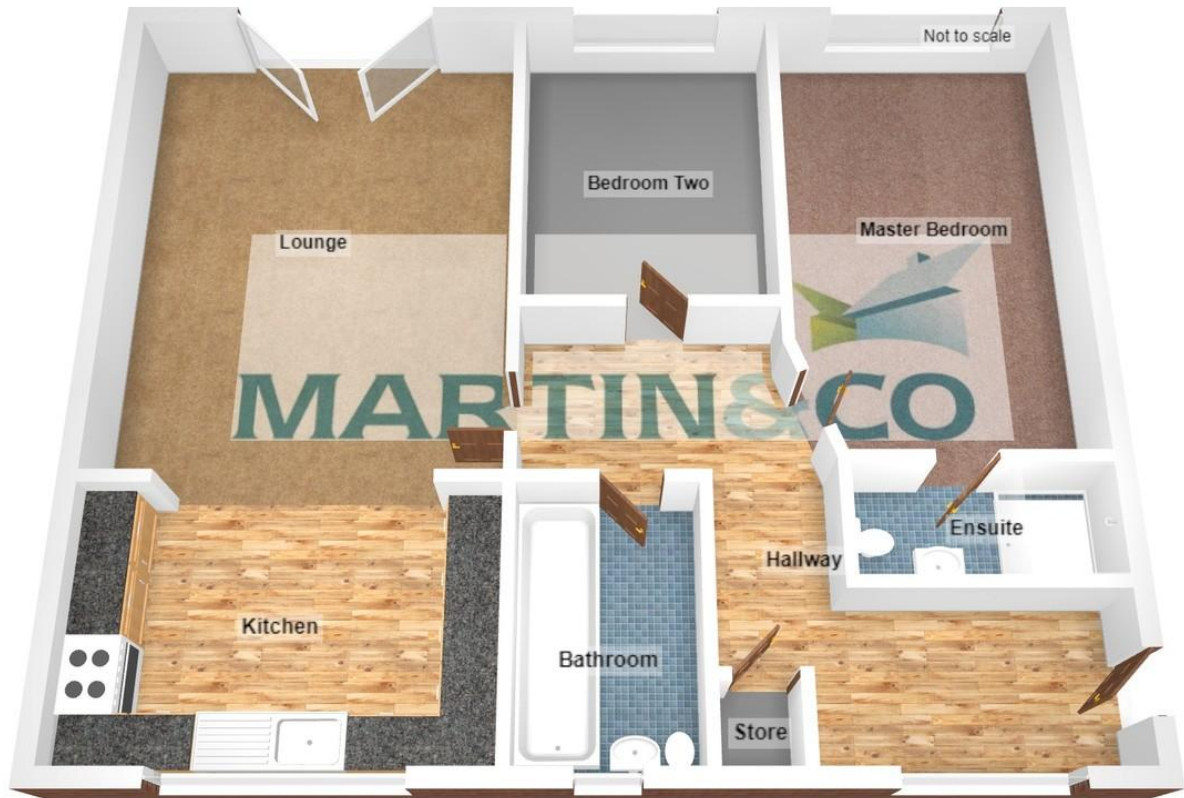 Not to scale
Bedroom Two
Master Bedroom
Lounge
MARTIN&CO
Ensuite
Hallway
Kitchen
Bathroom
Store